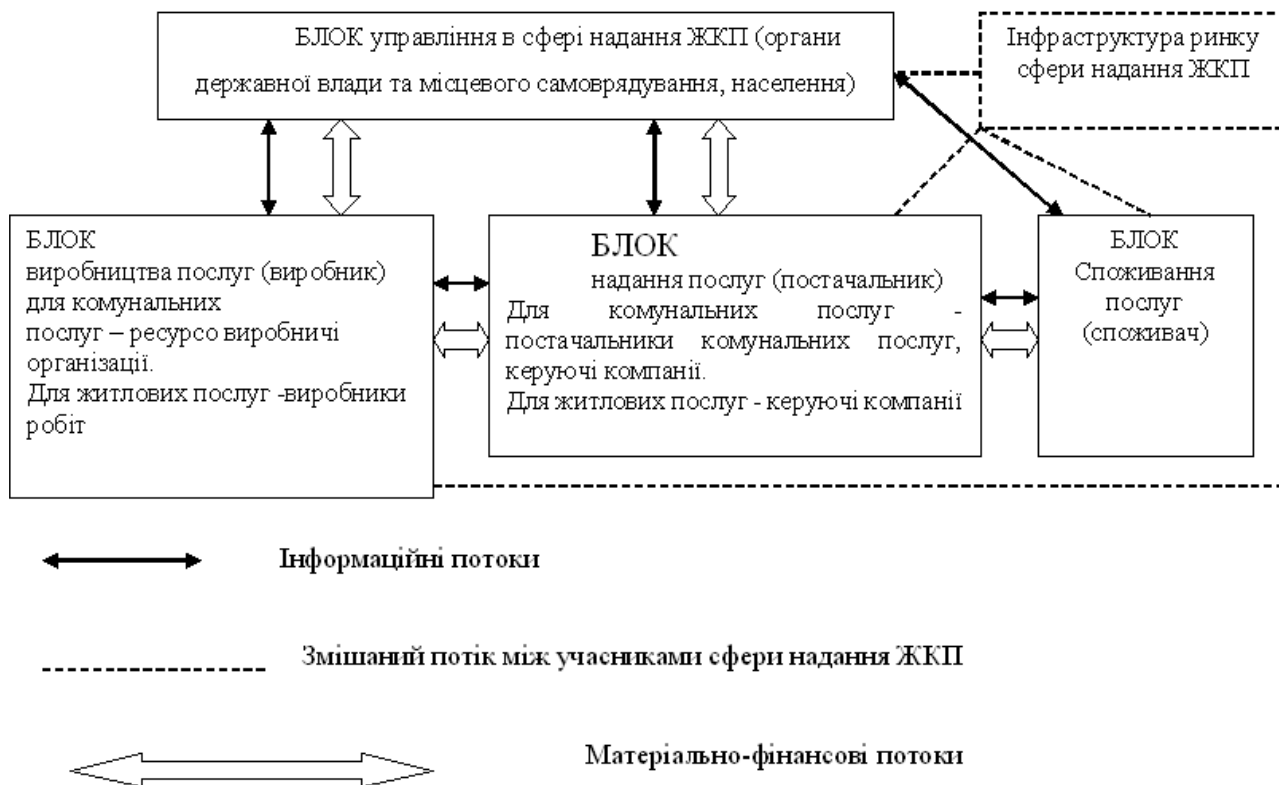 БЛОК управління в сфері надання ЖКП (органи
державної влади та місцевого самоврядування, населення)
Інфраструктура ринку
сфери надання ЖКП
БЛОК
виробництва послуг (виробник)
для комунальних
послуг – ресурсо виробничі
організації.
Для житлових послуг -виробники
робіт
БЛОК
надання послуг (постачальник)
Для комунальних послуг -
постачальники комунальних послуг,
керуючі компанії.
Для житлових послуг - керуючі компанії
БЛОК
Споживання
послуг
(споживач)
Інформаційні потоки
Змішаний потік між учасниками сфери надання ЖКП
Матеріально-фінансові потоки